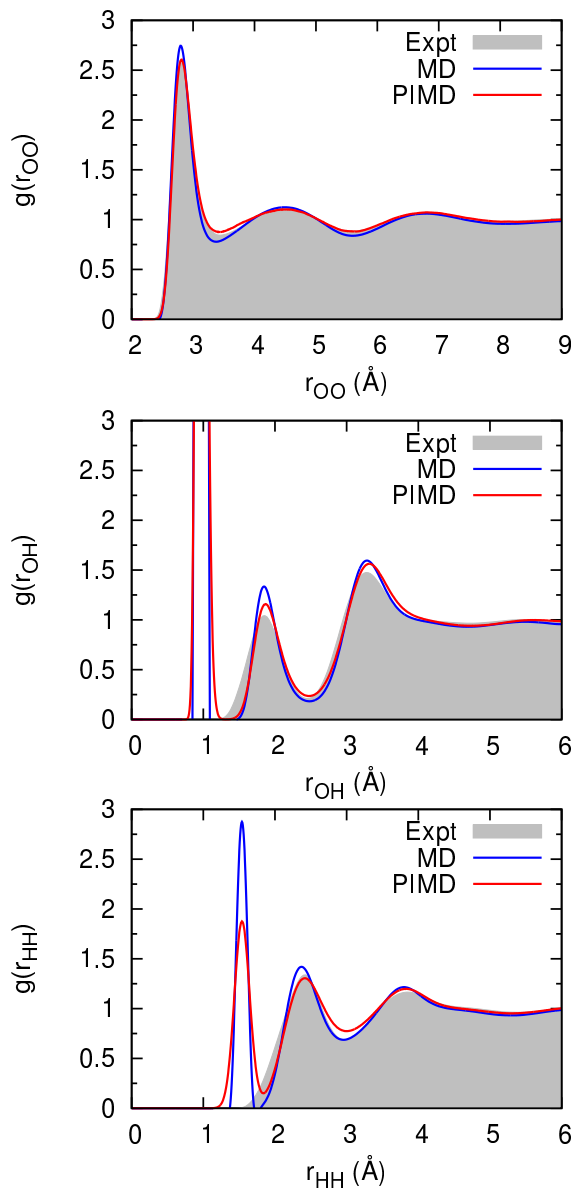 3
2.5
2
1.5
1
0.5
0
g(rOO)
Expt
MD
PIMD
2 3 4 5 6 7 8 9
rOO (Å)
3
2.5
2
1.5
1
0.5
0
g(rOH)
Expt
MD
PIMD
0 1 2 3 4 5 6
rOH (Å)
3
2.5
2
1.5
1
0.5
0
g(rHH)
Expt
MD
PIMD
0 1 2 3 4 5 6
rHH (Å)